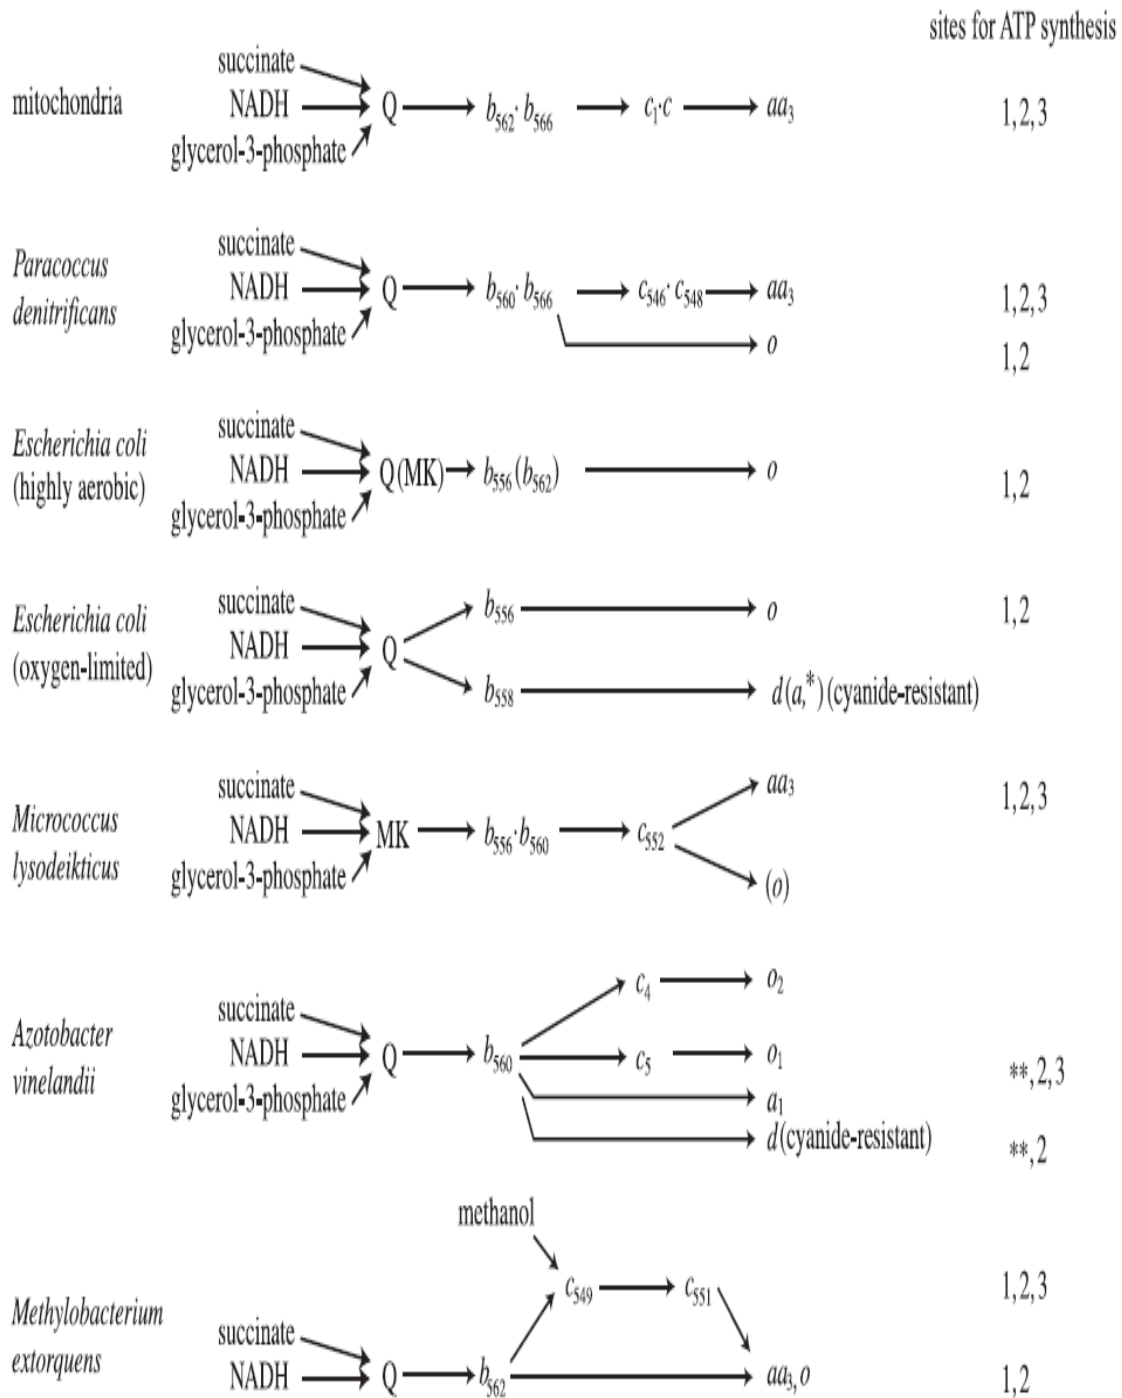 sites for ATP synthesis
succinate
mitochondria NADH Q b562· b566 c1·c aa3 1, 2, 3
glycerol-3-phosphate
succinate
Paracoccus
denitrificans
NADH Q b560· b566 c546· c548 aa3 1, 2, 3
glycerol-3-phosphate o 1, 2
succinate
Escherichia coli
(highly aerobic)
NADH Q (MK) b556 (b562) o 1, 2
glycerol-3-phosphate
succinate b556 o 1, 2
Escherichia coli
(oxygen-limited)
NADH Q
glycerol-3-phosphate b558 d (a,*) (cyanide-resistant)
succinate aa3 1, 2, 3
Micrococcus
lysodeikticus
NADH MK b556·b560 c552
glycerol-3-phosphate (o)
c4 o2
succinate
Azotobacter
vinelandii
NADH Q b560 c5 o1 **, 2, 3
glycerol-3-phosphate a1
d (cyanide-resistant) **, 2
methanol
c549 c551 1, 2, 3
Methylobacterium
extorquens
succinate
NADH Q b562 aa3, o 1, 2